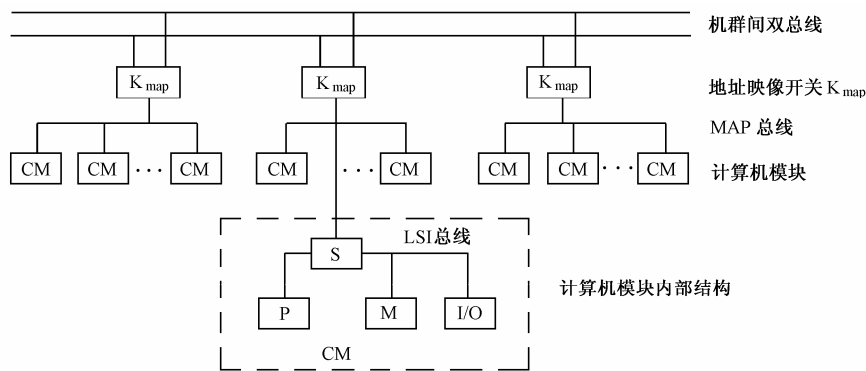 机群间双总线
K map
K map
K map
地址映像开关 K map
MAP 总线
CM
CM
···
CM
CM
···
CM
CM
CM
···
CM
计算机模块
LSI总线
S
计算机模块内部结构
P
M
I/O
CM